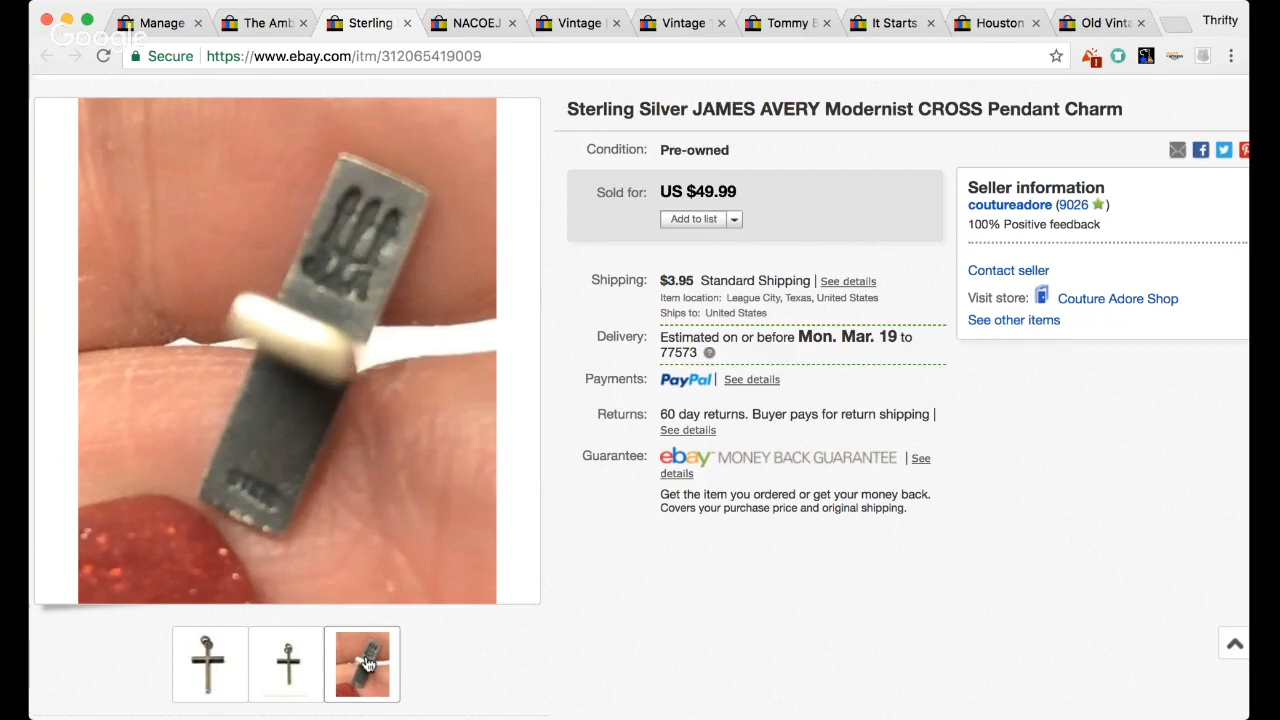 Manage
The Amb
Sterling
NACOEJ
Vintage
Vintage
Tommy B
It Starts
Houston
Old Vinta
Thrifty
Google
Secure
https://www.ebay.com/itm/312065419009
Sterling Silver JAMES AVERY Modernist CROSS Pendant Charm
Condition: Pre-owned
Sold for: US $49.99
Add to list
Shipping: $3.95 Standard Shipping | See details
Item location: League City, Texas, United States
Ships to: United States
Delivery: Estimated on or before Mon. Mar. 19 to
77573
Payments: PayPal | See details
Returns: 60 day returns. Buyer pays for return shipping |
See details
Guarantee: ebay MONEY BACK GUARANTEE | See
details
Get the item you ordered or get your money back.
Covers your purchase price and original shipping.
Seller information
coutureadore (9026 )
100% Positive feedback
Contact seller
Visit store: Couture Adore Shop
See other items